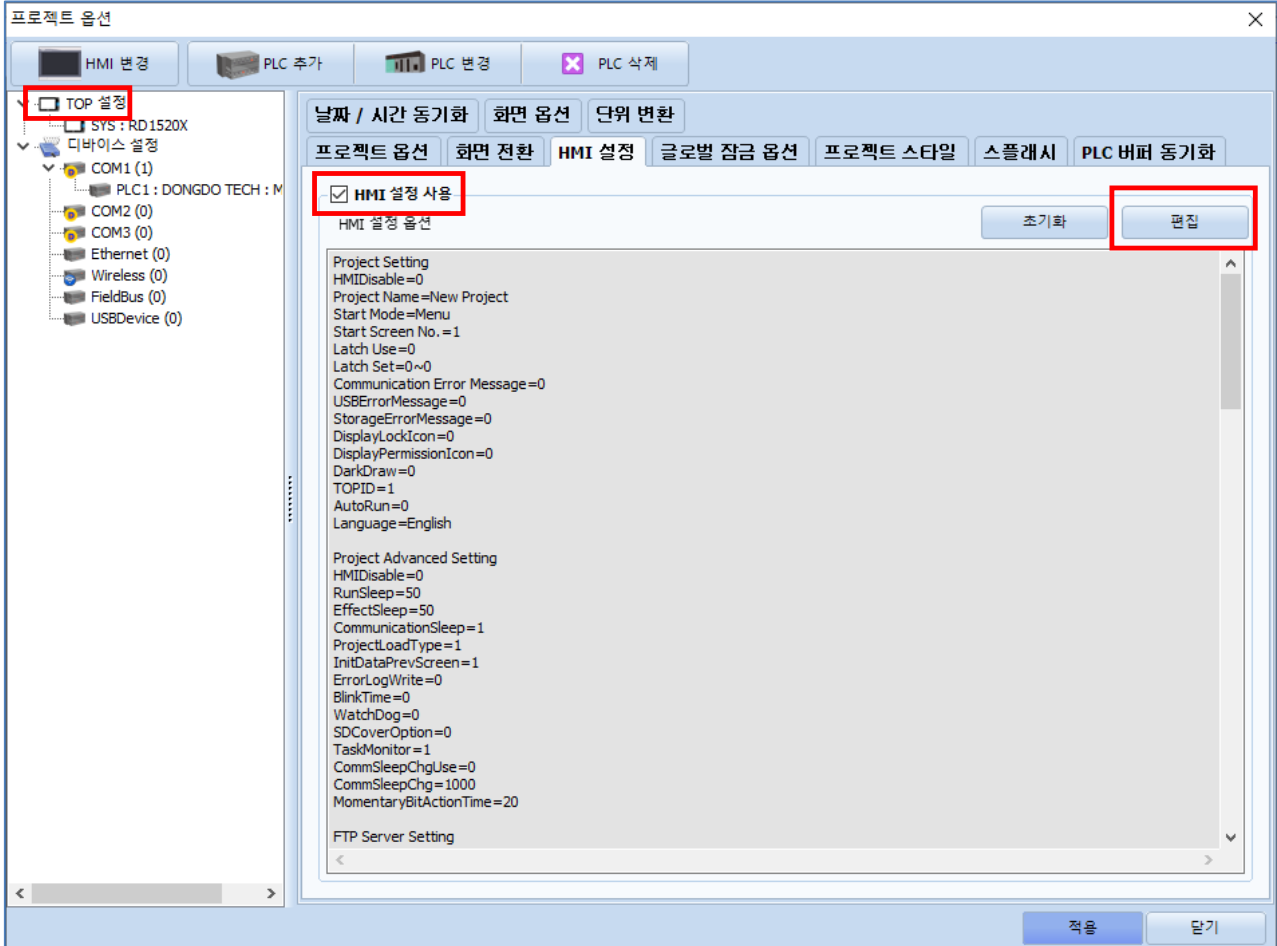 프로젝트 옵션
HMI 변경
PLC 추가
PLC 변경
PLC 삭제
TOP 설정
SYS : RD1520X
디바이스 설정
COM1 (1)
PLC1 : DONGDO TECH : M
COM2 (0)
COM3 (0)
Ethernet (0)
Wireless (0)
FieldBus (0)
USBDevice (0)
날짜 / 시간 동기화 화면 옵션 단위 변환
프로젝트 옵션 화면 전환 HMI 설정 글로벌 잠금 옵션 프로젝트 스타일 스플래시 PLC 버퍼 동기화
HMI 설정 사용
HMI 설정 옵션 초기화 편집
Project Setting
HMIDisable=0
Project Name=New Project
Start Mode=Menu
Start Screen No.=1
Latch Use=0
Latch Set=0~0
Communication Error Message=0
USBErrorMessage=0
StorageErrorMessage=0
DisplayLockIcon=0
DisplayPermissionIcon=0
DarkDraw=0
TOPID=1
AutoRun=0
Language=English
Project Advanced Setting
HMIDisable=0
RunSleep=50
EffectSleep=50
CommunicationSleep=1
ProjectLoadType=1
InitDataPrevScreen=1
ErrorLogWrite=0
BlinkTime=0
WatchDog=0
SDCoverOption=0
TaskMonitor=1
CommSleepChgUse=0
CommSleepChg=1000
MomentaryBitActionTime=20
FTP Server Setting
적용 닫기